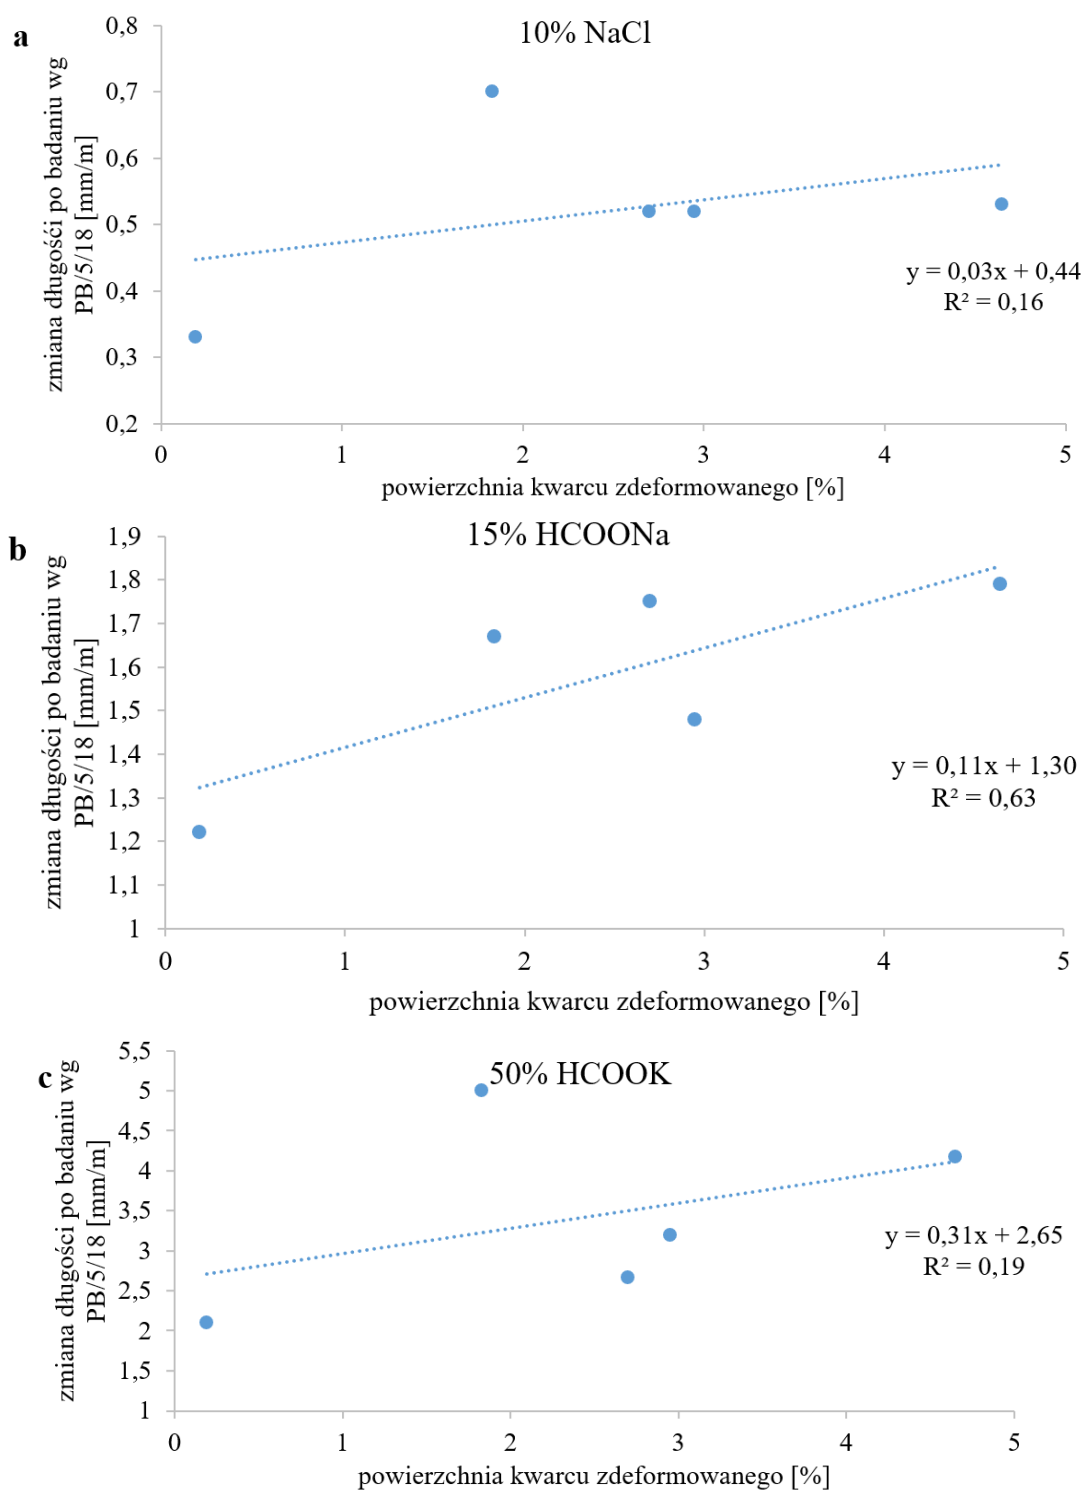 a
10% NaCl
zmiana długośći po badaniu wg
PB/5/18 [mm/m]
0,8
0,7
0,6
0,5
0,4
0,3
0,2
y = 0,03x + 0,44
R² = 0,16
0 1 2 3 4 5
powierzchnia kwarcu zdeformowanego [%]
b
15% HCOONa
zmiana długości po badaniu wg
PB/5/18 [mm/m]
1,9
1,8
1,7
1,6
1,5
1,4
1,3
1,2
1,1
1
y = 0,11x + 1,30
R² = 0,63
0 1 2 3 4 5
powierzchnia kwarcu zdeformowanego [%]
c
50% HCOOK
zmiana długości po badaniu wg
PB/5/18 [mm/m]
5,5
5
4,5
4
3,5
3
2,5
2
1,5
1
y = 0,31x + 2,65
R² = 0,19
0 1 2 3 4 5
powierzchnia kwarcu zdeformowanego [%]